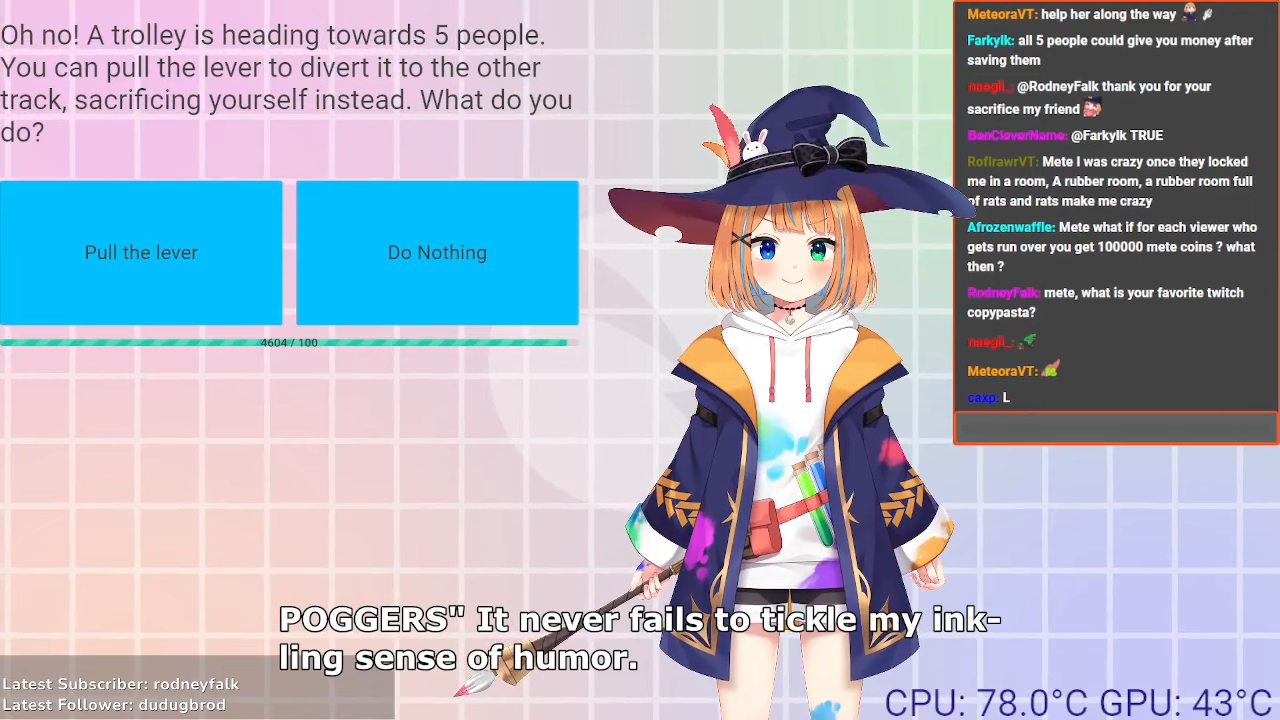 Oh no! A trolley is heading towards 5 people.
You can pull the lever to divert it to the other
track, sacrificing yourself instead. What do you
do?
Pull the lever
Do Nothing
4604 / 100
MeteoraVT: help her along the way
Farkylk: all 5 people could give you money after
saving them
naegii_: @RodneyFalk thank you for your
sacrifice my friend
BenCleverName: @Farkylk TRUE
RoflrawrVT: Mete I was crazy once they locked
me in a room, A rubber room, a rubber room full
of rats and rats make me crazy
Afrozenwaffle: Mete what if for each viewer who
gets run over you get 100000 mete coins ? what
then ?
RodneyFalk: mete, what is your favorite twitch
copypasta?
naegii_:
MeteoraVT:
caxp: L
POGGERS" It never fails to tickle my ink-
ling sense of humor.
Latest Subscriber: rodneyfalk
Latest Follower: dudugbrod
CPU: 78.0°C GPU: 43°C